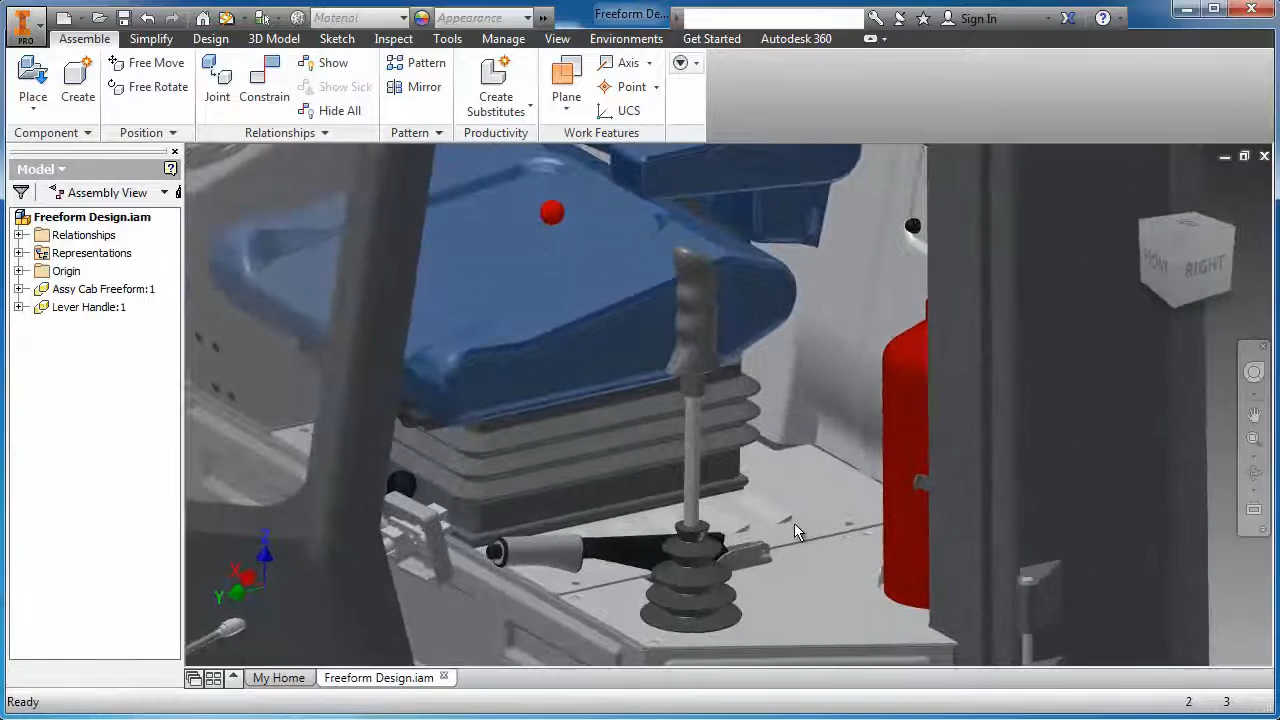 PRO
Material
Appearance
Freeform De...
Sign In
Assemble
Simplify
Design
3D Model
Sketch
Inspect
Tools
Manage
View
Environments
Get Started
Autodesk 360
Place
Create
Free Move
Free Rotate
Joint
Constrain
Show
Show Sick
Hide All
Pattern
Mirror
Create
Substitutes
Plane
Axis
Point
UCS
Component
Position
Relationships
Pattern
Productivity
Work Features
Model
Assembly View
Freeform Design.iam
Relationships
Representations
Origin
Assy Cab Freeform:1
Lever Handle:1
FRONT
RIGHT
Z
X
Y
My Home
Freeform Design.iam
Ready
2 3